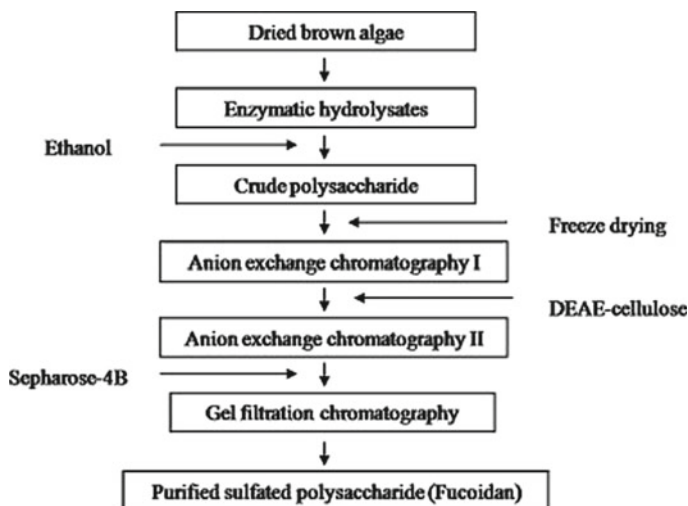 Dried brown algae
Enzymatic hydrolysates
Ethanol
Crude polysaccharide
Freeze drying
Anion exchange chromatography I
DEAE-cellulose
Anion exchange chromatography II
Sepharose-4B
Gel filtration chromatography
Purified sulfated polysaccharide (Fucoidan)